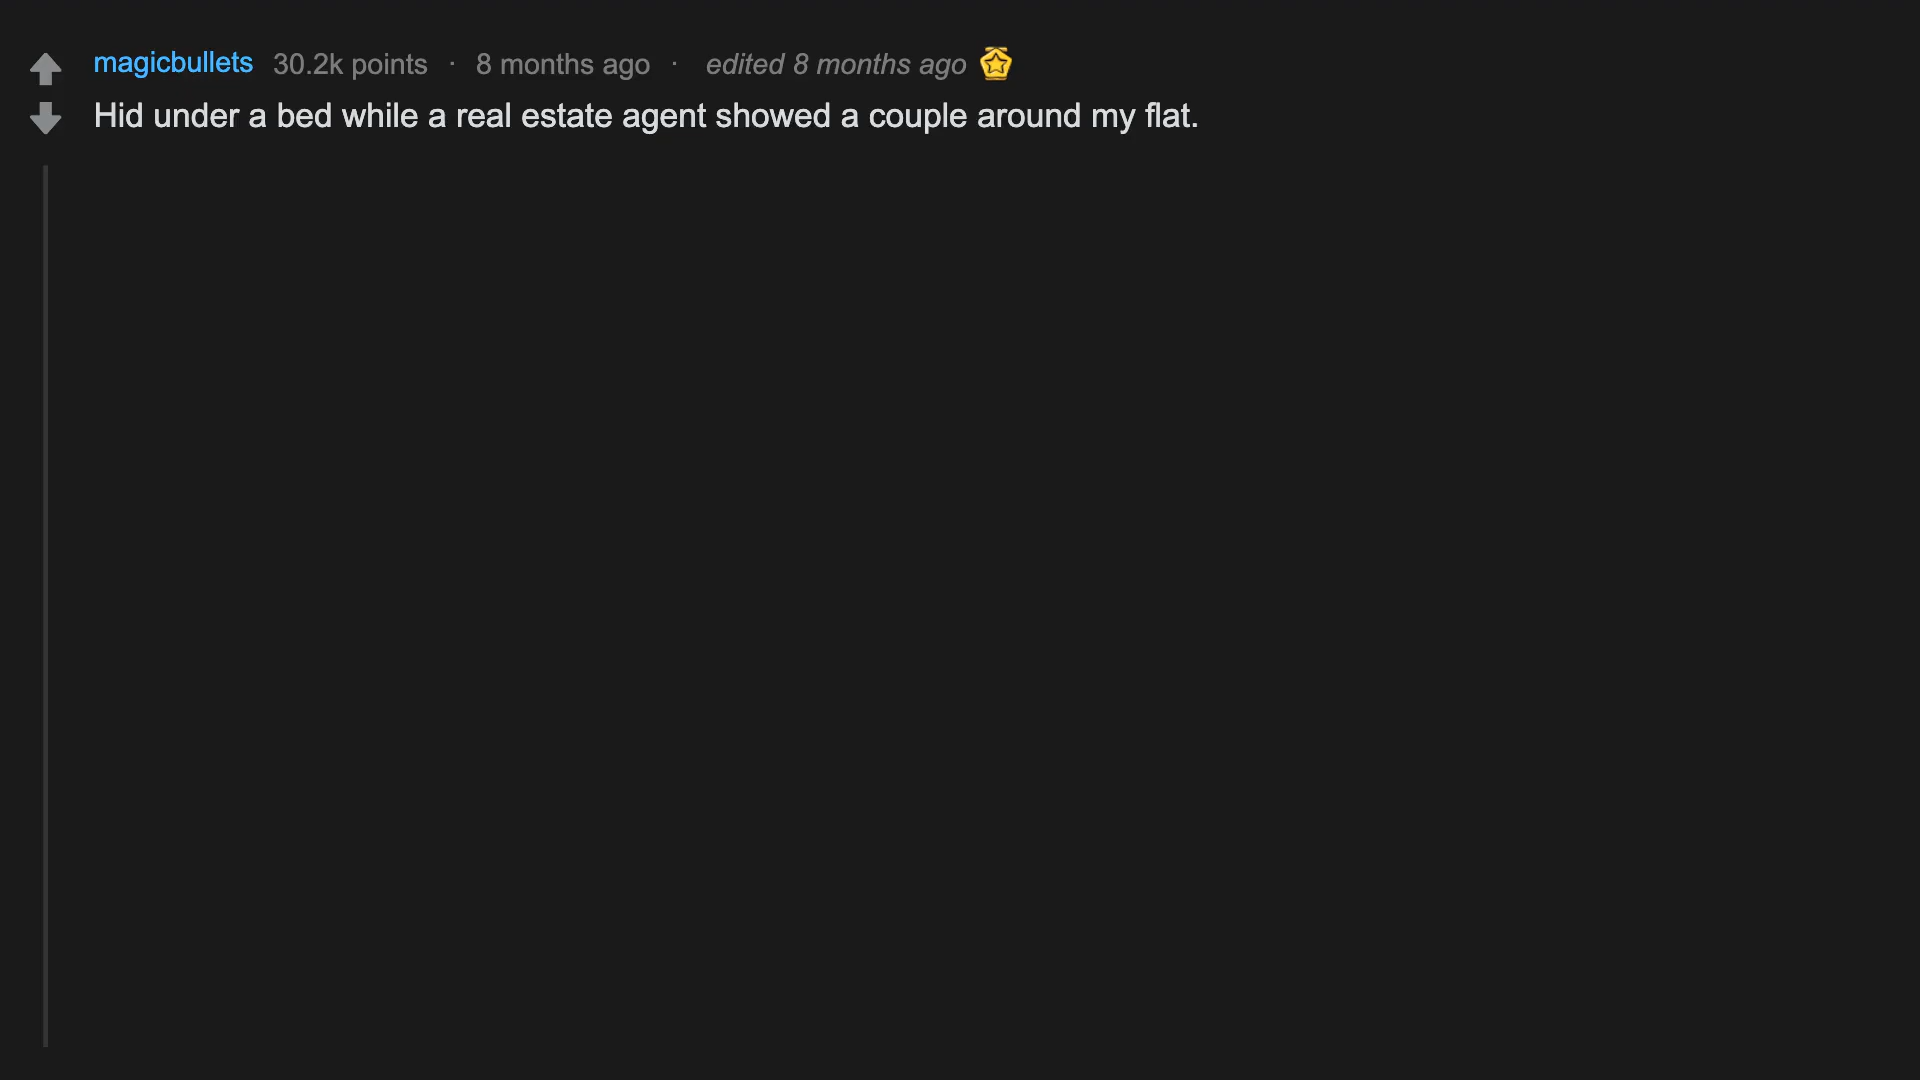 magicbullets 30.2k points · 8 months ago · edited 8 months ago
Hid under a bed while a real estate agent showed a couple around my flat.